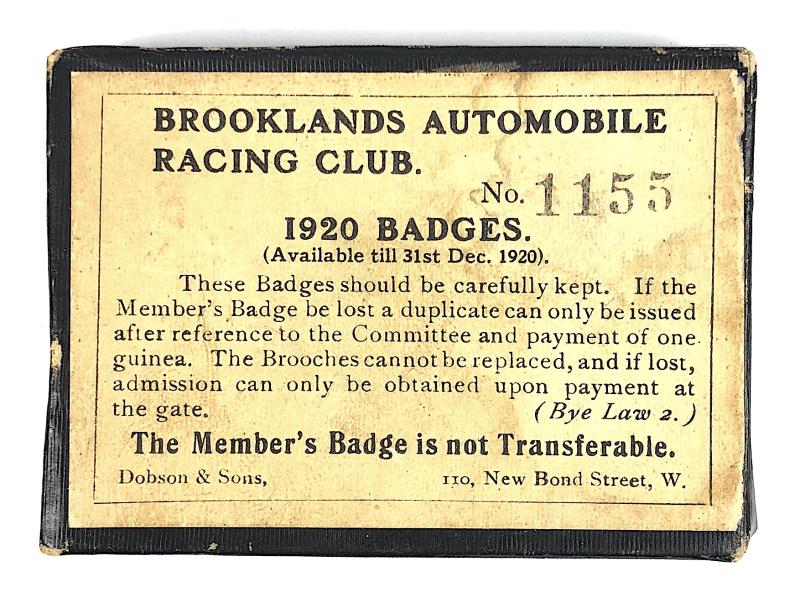 BROOKLANDS AUTOMOBILE
RACING CLUB.
No. 1155
1920 BADGES.
(Available till 31st Dec. 1920).
These Badges should be carefully kept. If the
Member's Badge be lost a duplicate can only be issued
after reference to the Committee and payment of one
guinea. The Brooches cannot be replaced, and if lost,
admission can only be obtained upon payment at
the gate. (Bye Law 2.)
The Member's Badge is not Transferable.
Dobson & Sons, 110, New Bond Street, W.